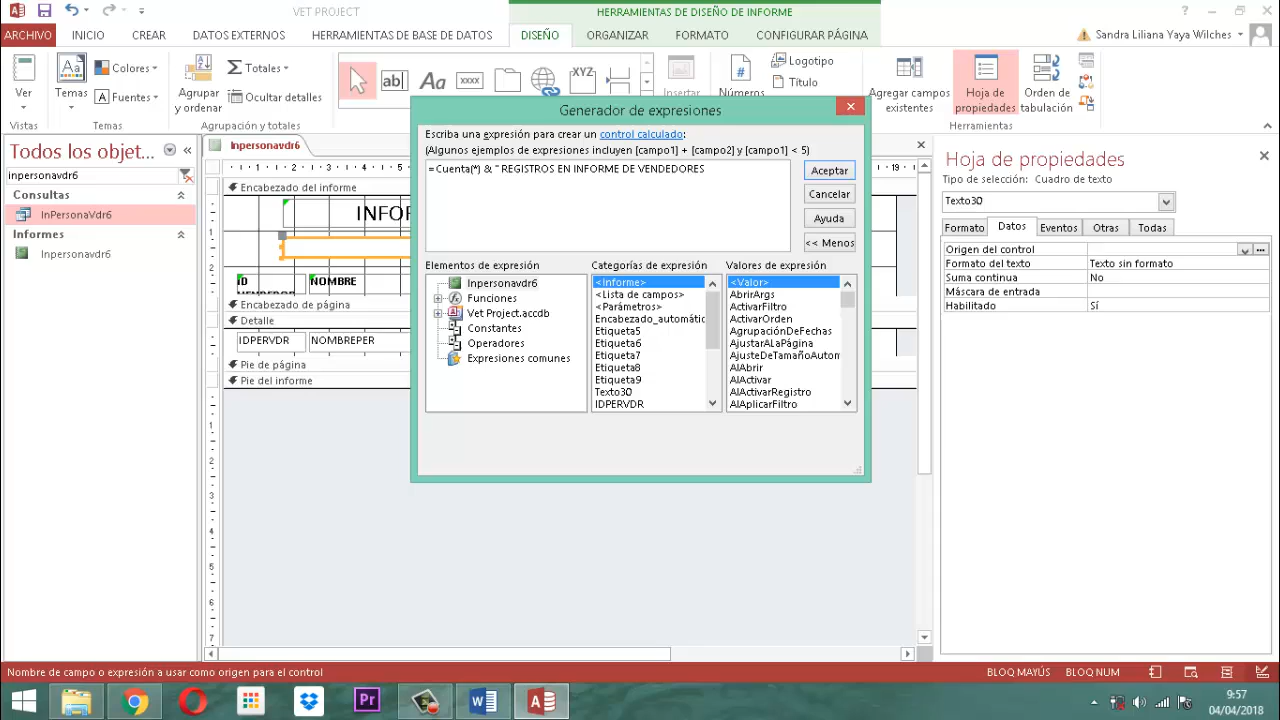 VET PROJECT
HERRAMIENTAS DE DISEÑO DE INFORME
ARCHIVO
INICIO
CREAR
DATOS EXTERNOS
HERRAMIENTAS DE BASE DE DATOS
DISEÑO
ORGANIZAR
FORMATO
CONFIGURAR PÁGINA
Sandra Liliana Yaya Wilches
Ver
Vistas
Temas
Colores
Fuentes
Temas
Agrupar y ordenar
Totales
Ocultar detalles
Agrupación y totales
ab|
Aa
xxxx
XYZ
Insertar
Números
Logotipo
Título
Agregar campos existentes
Hoja de propiedades
Orden de tabulación
Herramientas
Todos los objet...
inpersonavdr6
Consultas
InPersonaVdr6
Informes
Inpersonavdr6
Inpersonavdr6
Encabezado del informe
INFOR
ID
NOMBRE
Encabezado de página
Detalle
IDPERVDR
NOMBREPER
Pie de página
Pie del informe
Generador de expresiones
Escriba una expresión para crear un control calculado:
(Algunos ejemplos de expresiones incluyen [campo1] + [campo2] y [campo1] < 5)
=Cuenta(*) & " REGISTROS EN INFORME DE VENDEDORES
Aceptar
Cancelar
Ayuda
<< Menos
Elementos de expresión
Inpersonavdr6
Funciones
Vet Project.accdb
Constantes
Operadores
Expresiones comunes
Categorías de expresión
<Informe>
<Lista de campos>
<Parámetros>
Encabezado_automátic
Etiqueta5
Etiqueta6
Etiqueta7
Etiqueta8
Etiqueta9
Texto30
IDPERVDR
Valores de expresión
<Valor>
AbrirArgs
ActivarFiltro
ActivarOrden
AgrupaciónDeFechas
AjustarALaPágina
AjusteDeTamañoAutom
AlAbrir
AlActivar
AlActivarRegistro
AlAplicarFiltro
Hoja de propiedades
Tipo de selección: Cuadro de texto
Texto30
Formato
Datos
Eventos
Otras
Todas
Origen del control
Formato del texto Texto sin formato
Suma continua No
Máscara de entrada
Habilitado Sí
Nombre de campo o expresión a usar como origen para el control
BLOQ MAYÚS
BLOQ NUM
9:57
04/04/2018